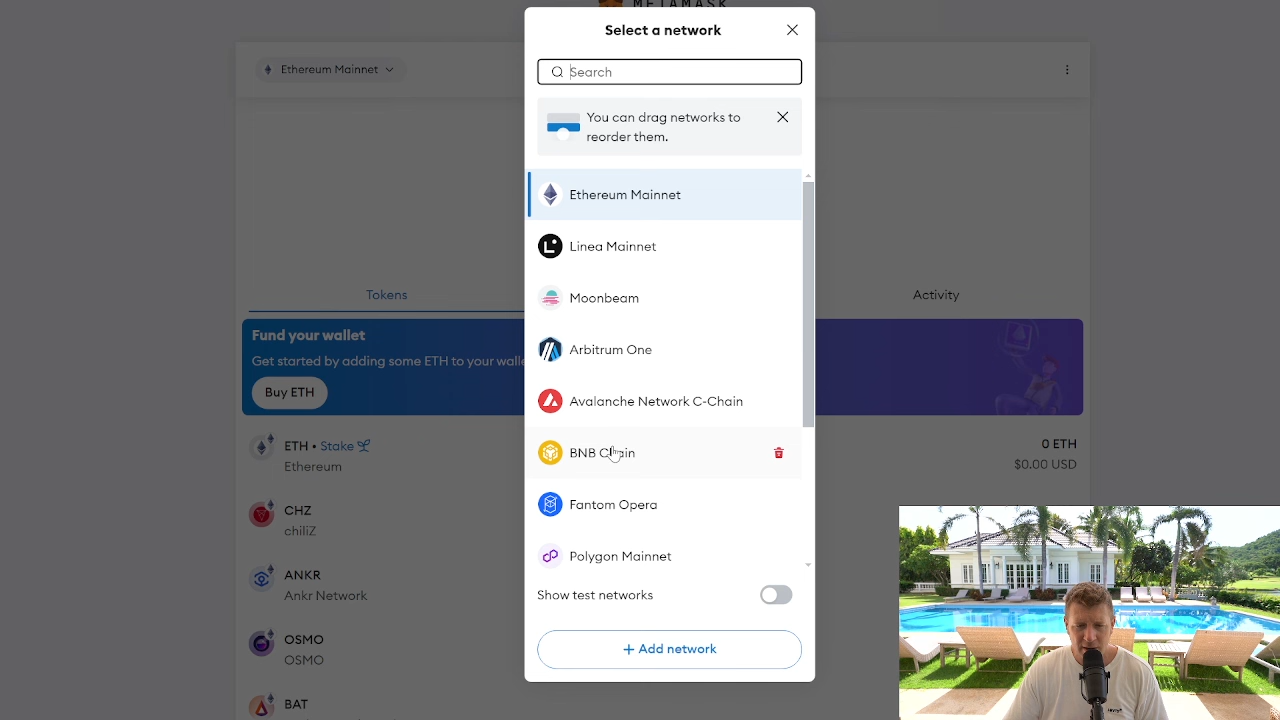 METAMASK
Select a network
Ethereum Mainnet
Search
You can drag networks to
reorder them.
Ethereum Mainnet
Linea Mainnet
Moonbeam
Tokens
Activity
Fund your wallet
Get started by adding some ETH to your walle
Arbitrum One
Buy ETH
Avalanche Network C-Chain
ETH • Stake
Ethereum
BNB Chain
0 ETH
$0.00 USD
CHZ
chiliZ
Fantom Opera
ANKR
Ankr Network
Polygon Mainnet
Show test networks
OSMO
OSMO
+ Add network
BAT